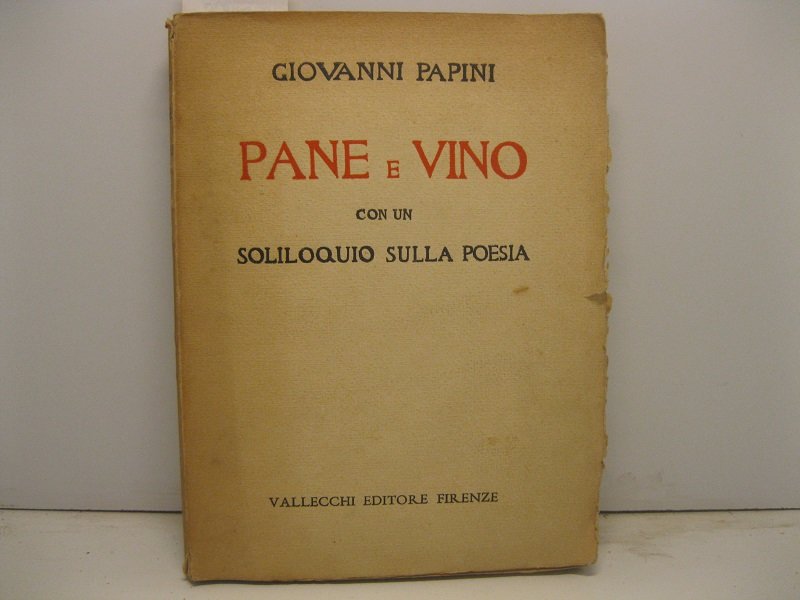 GIOVANNI PAPINI
PANE E VINO
CON UN
SOLILOQUIO SULLA POESIA
VALLECCHI EDITORE FIRENZE